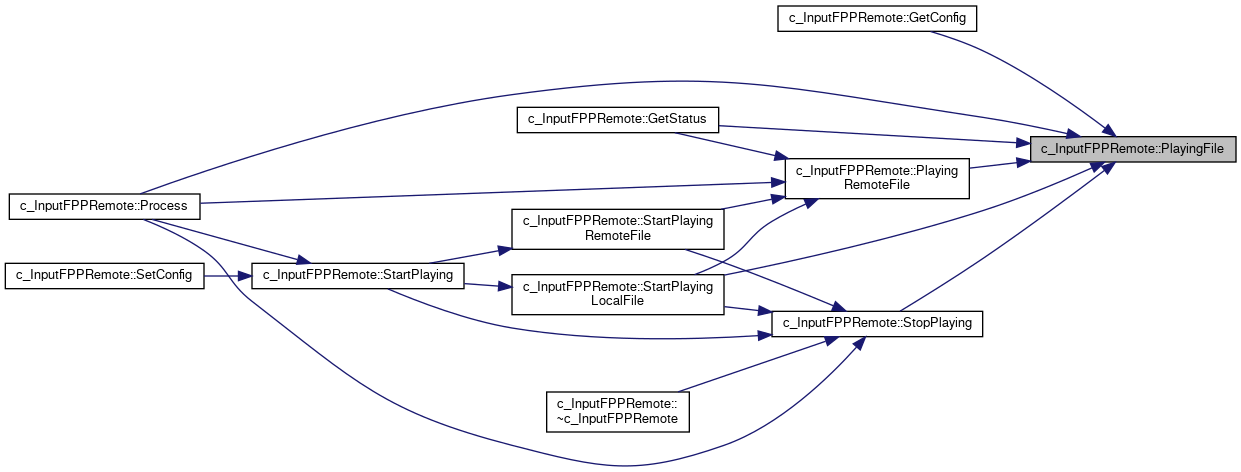 c_InputFPPRemote::GetConfig
c_InputFPPRemote::GetStatus
c_InputFPPRemote::PlayingFile
c_InputFPPRemote::Playing
RemoteFile
c_InputFPPRemote::Process
c_InputFPPRemote::StartPlaying
RemoteFile
c_InputFPPRemote::SetConfig
c_InputFPPRemote::StartPlaying
c_InputFPPRemote::StartPlaying
LocalFile
c_InputFPPRemote::StopPlaying
c_InputFPPRemote::
~c_InputFPPRemote